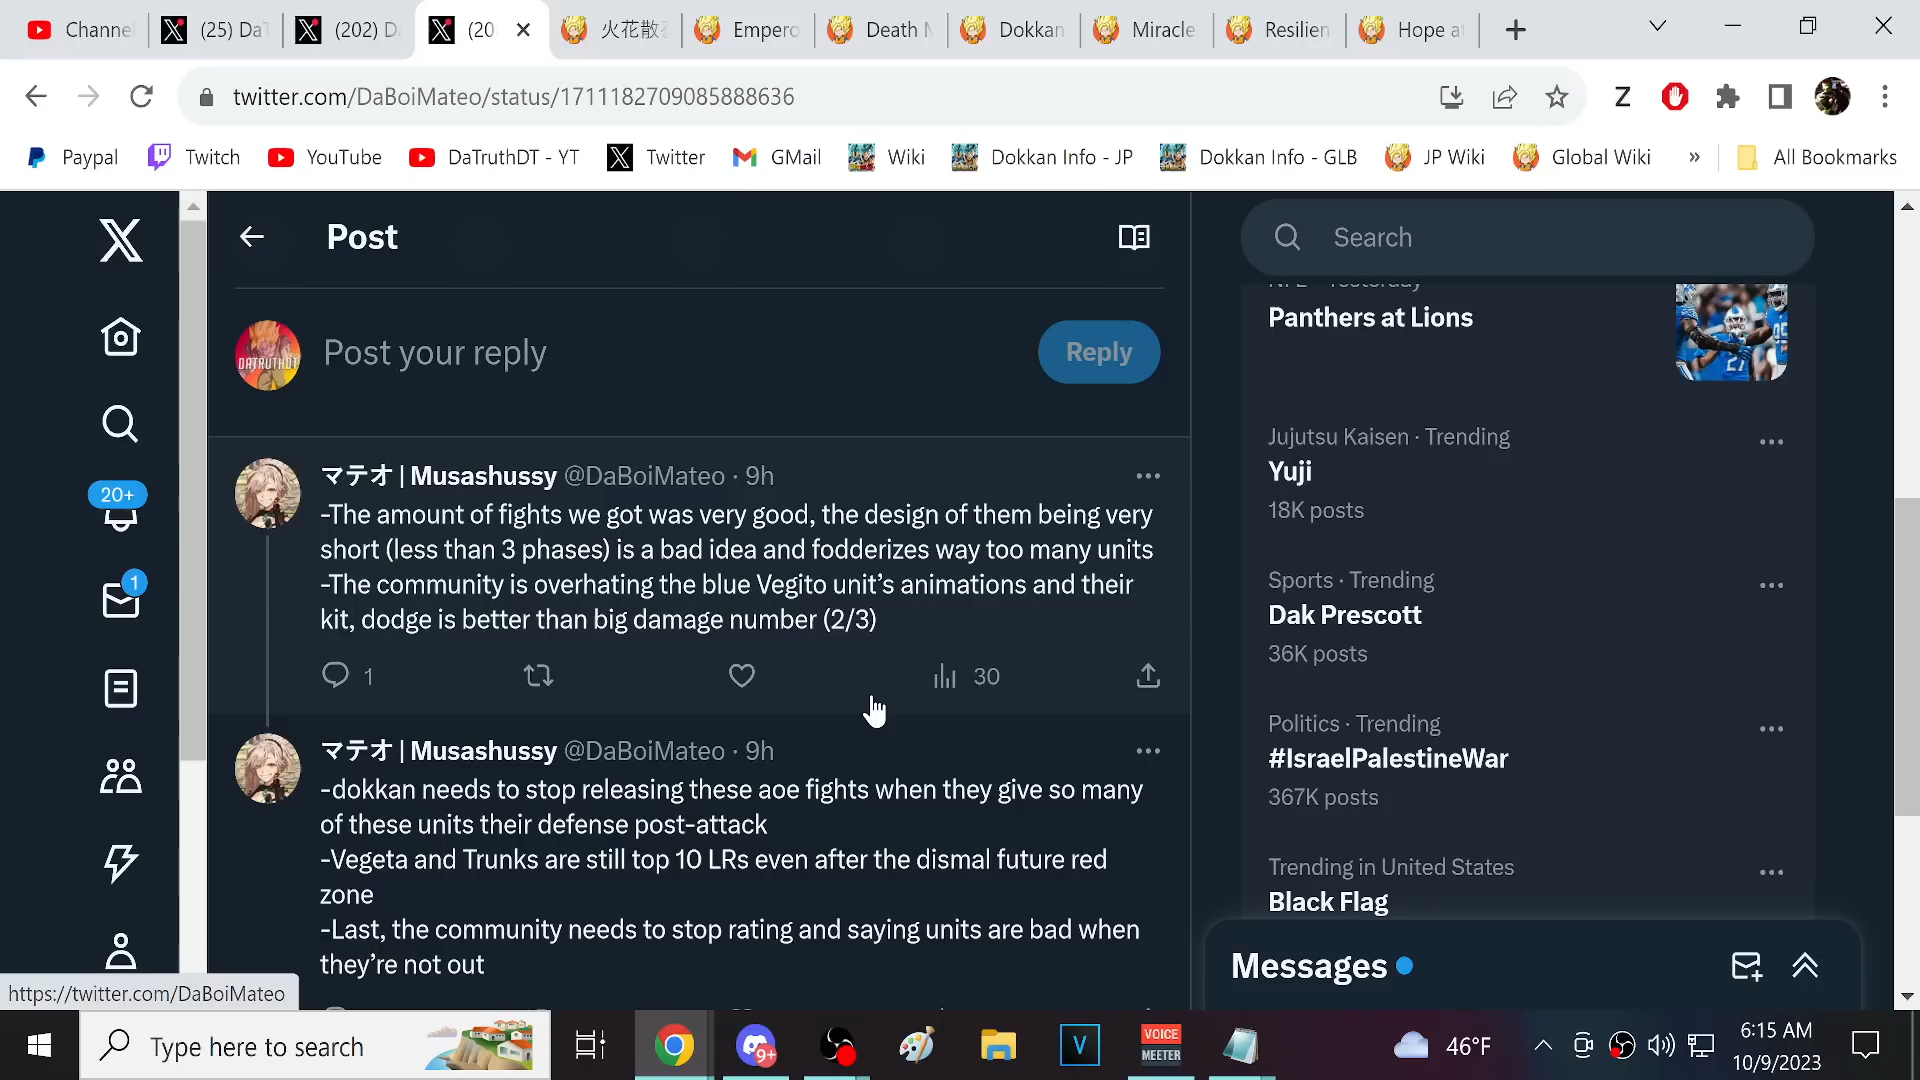 Channe
(25) DaT
(202) D
(20
火花散
Empero
Death
Dokkan
Miracle
Resilien
Hope a
twitter.com/DaBoiMateo/status/1711182709085888636
Z
Paypal
Twitch
YouTube
DaTruthDT - YT
Twitter
GMail
Wiki
Dokkan Info - JP
Dokkan Info - GLB
JP Wiki
Global Wiki
»
All Bookmarks
Post
Search
NFL · Yesterday
Panthers at Lions
DATRUTHDT
Post your reply
Reply
マテオ | Musashussy @DaBoiMateo · 9h
-The amount of fights we got was very good, the design of them being very
short (less than 3 phases) is a bad idea and fodderizes way too many units
-The community is overhating the blue Vegito unit’s animations and their
kit, dodge is better than big damage number (2/3)
1
30
マテオ | Musashussy @DaBoiMateo · 9h
-dokkan needs to stop releasing these aoe fights when they give so many
of these units their defense post-attack
-Vegeta and Trunks are still top 10 LRs even after the dismal future red
zone
-Last, the community needs to stop rating and saying units are bad when
they’re not out
Jujutsu Kaisen · Trending
Yuji
18K posts
Sports · Trending
Dak Prescott
36K posts
Politics · Trending
#IsraelPalestineWar
367K posts
Trending in United States
Black Flag
Messages
20+
1
https://twitter.com/DaBoiMateo
Type here to search
9+
V
VOICE
MEETER
46°F
6:15 AM
10/9/2023